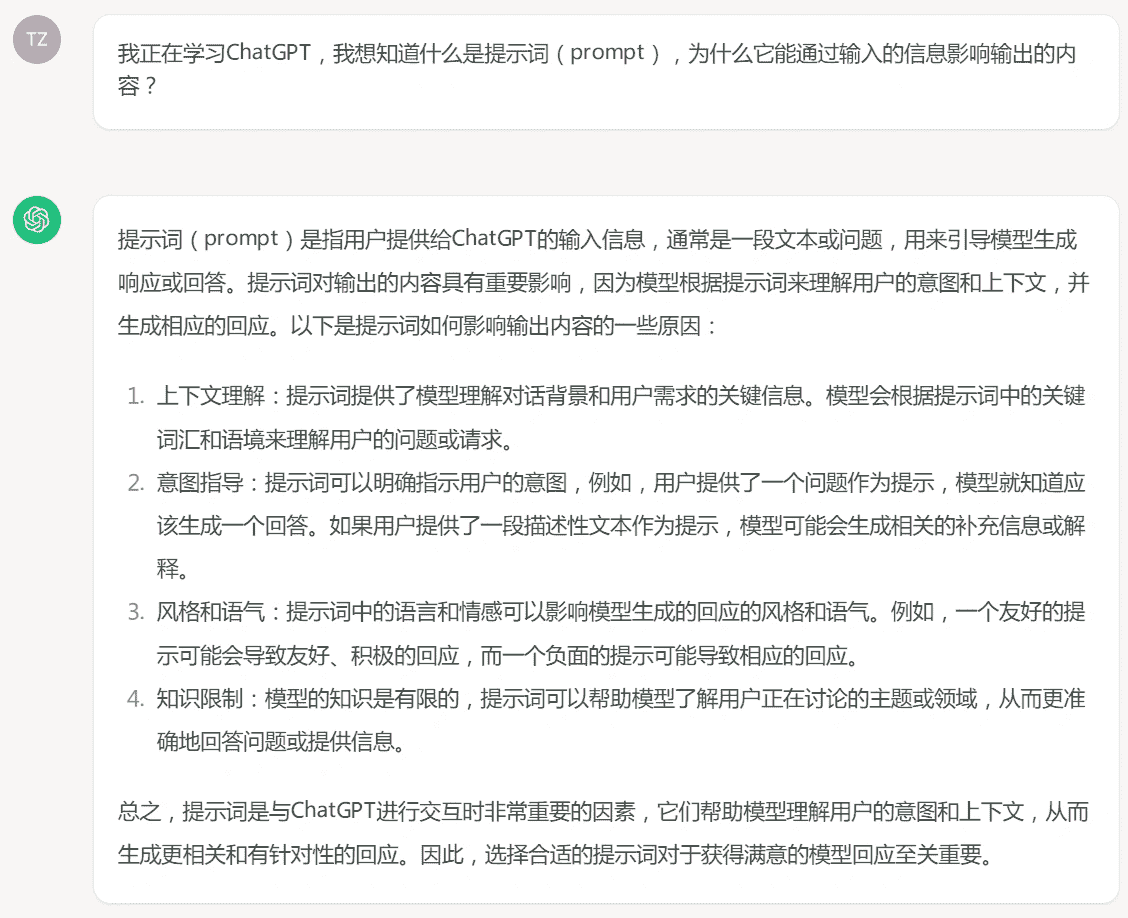 TZ
我正在学习ChatGPT，我想知道什么是提示词（prompt），为什么它能通过输入的信息影响输出的内
容？
提示词（prompt）是指用户提供给ChatGPT的输入信息，通常是一段文本或问题，用来引导模型生成
响应或回答。提示词对输出的内容具有重要影响，因为模型根据提示词来理解用户的意图和上下文，并
生成相应的回应。以下是提示词如何影响输出内容的一些原因：
1. 上下文理解：提示词提供了模型理解对话背景和用户需求的关键信息。模型会根据提示词中的关键
词汇和语境来理解用户的问题或请求。
2. 意图指导：提示词可以明确指示用户的意图，例如，用户提供了一个问题作为提示，模型就知道应
该生成一个回答。如果用户提供了一段描述性文本作为提示，模型可能会生成相关的补充信息或解
释。
3. 风格和语气：提示词中的语言和情感可以影响模型生成的回应的风格和语气。例如，一个友好的提
示可能会导致友好、积极的回应，而一个负面的提示可能导致相应的回应。
4. 知识限制：模型的知识是有限的，提示词可以帮助模型了解用户正在讨论的主题或领域，从而更准
确地回答问题或提供信息。
总之，提示词是与ChatGPT进行交互时非常重要的因素，它们帮助模型理解用户的意图和上下文，从而
生成更相关和有针对性的回应。因此，选择合适的提示词对于获得满意的模型回应至关重要。